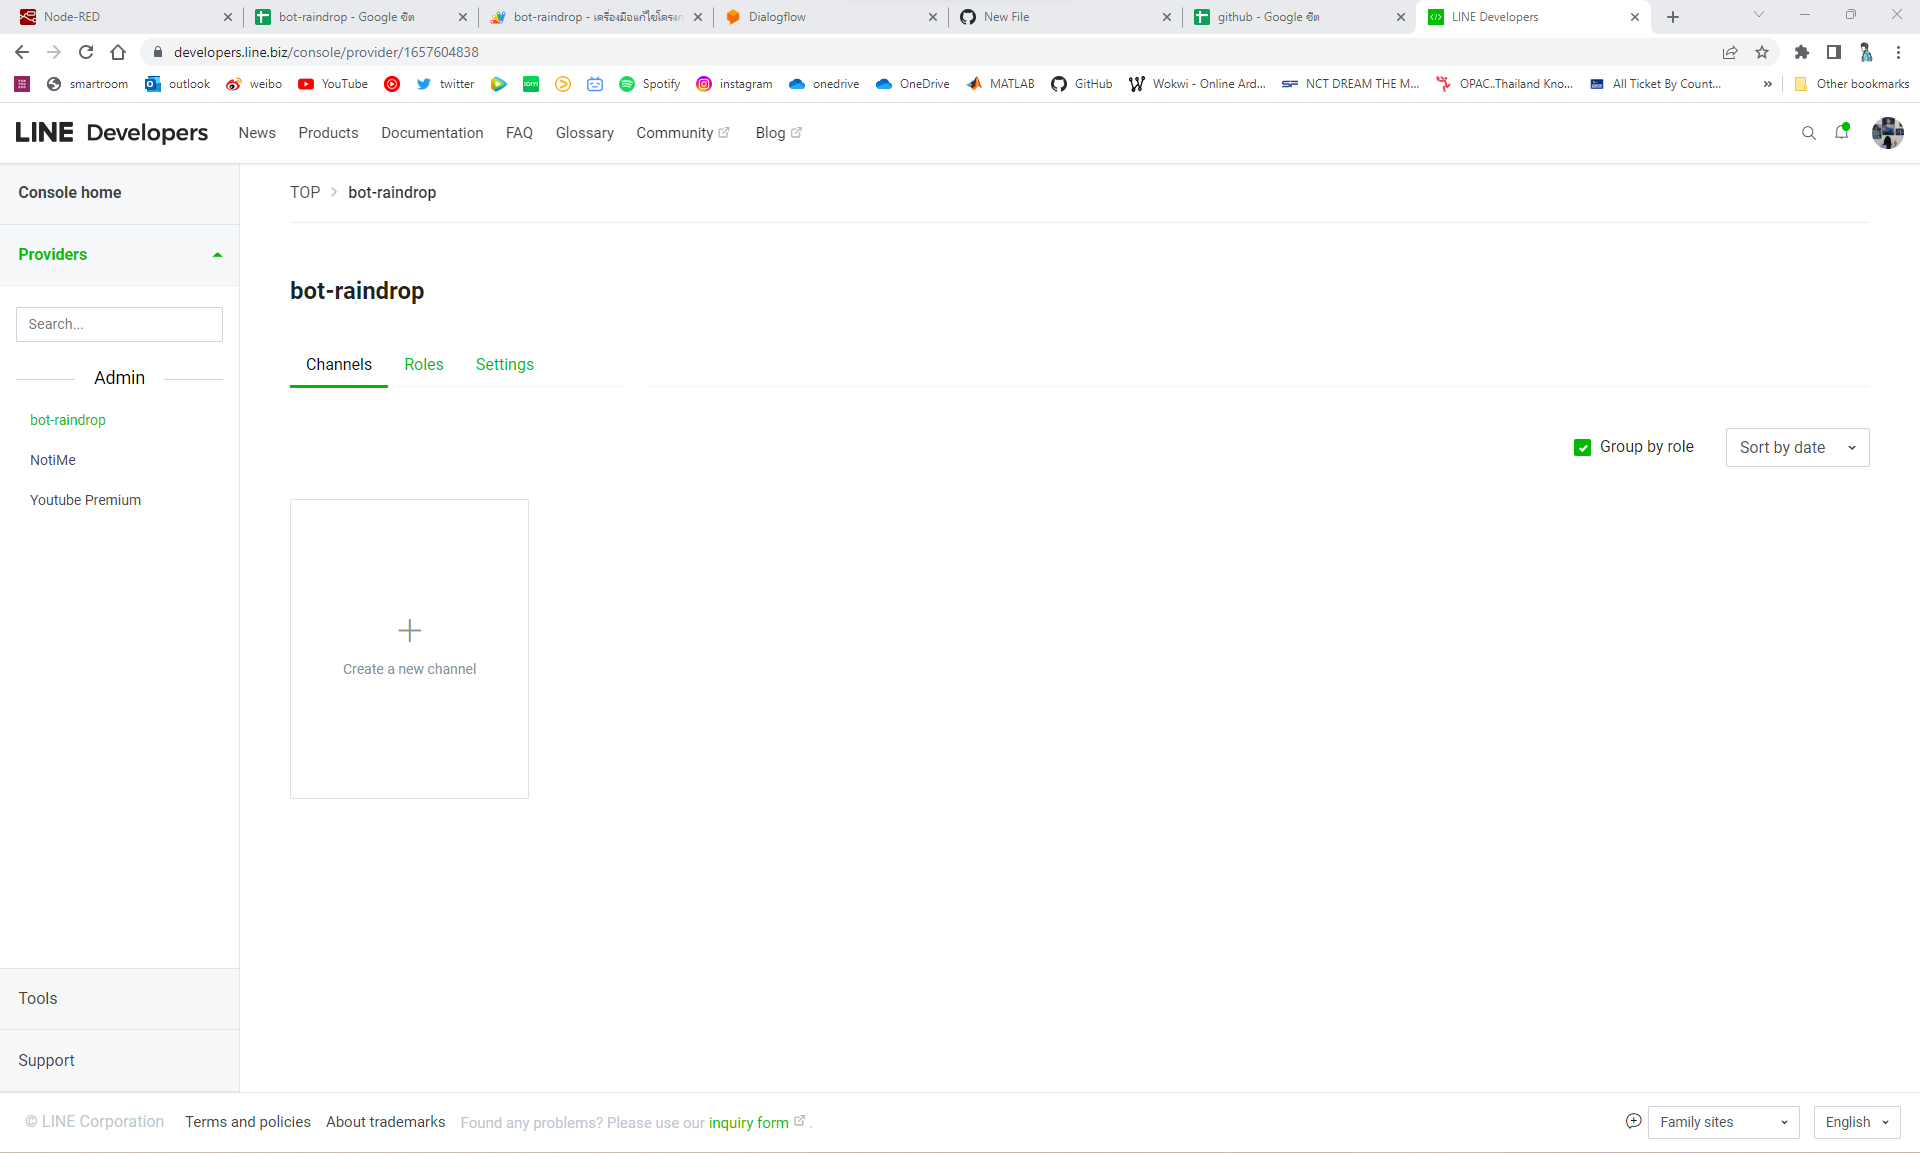 Node-RED
bot-raindrop - Google ชีต
bot-raindrop - เครื่องมือแก้ไขโครงก
Dialogflow
New File
github - Google ชีต
LINE Developers
developers.line.biz/console/provider/1657604838
smartroom
outlook
weibo
YouTube
twitter
Spotify
instagram
onedrive
OneDrive
MATLAB
GitHub
Wokwi - Online Ard...
NCT DREAM THE M...
OPAC..Thailand Kno...
All Ticket By Count...
»
Other bookmarks
LINE Developers
News
Products
Documentation
FAQ
Glossary
Community
Blog
Console home
Providers
Search...
Admin
bot-raindrop
NotiMe
Youtube Premium
Tools
Support
TOP > bot-raindrop
bot-raindrop
Channels
Roles
Settings
Group by role
Sort by date
Create a new channel
© LINE Corporation
Terms and policies
About trademarks
Found any problems? Please use our inquiry form .
Family sites
English